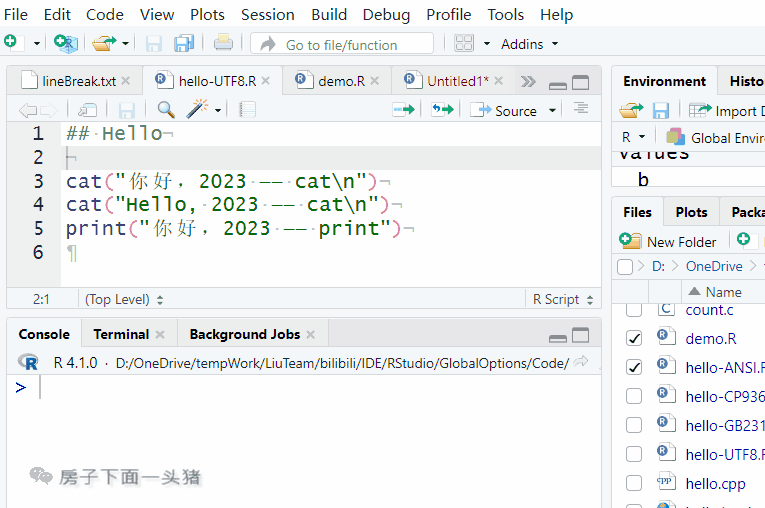 File Edit Code View Plots Session Build Debug Profile Tools Help
Go to file/function Addins
lineBreak.txt hello-UTF8.R demo.R Untitled1*
Source
1 ## Hello
2
3 cat("你好，2023 —— cat\n")
4 cat("Hello, 2023 —— cat\n")
5 print("你好，2023 —— print")
6
2:1 (Top Level) R Script
Console Terminal Background Jobs
R 4.1.0 · D:/OneDrive/tempWork/LiuTeam/bilibili/IDE/RStudio/GlobalOptions/Code/
>
房子下面一头猪
Environment Histo
Import D
R Global Envir
Values
b
Files Plots Packa
New Folder
D: OneDrive
Name
count.c
demo.R
hello-ANSI.R
hello-CP936
hello-GB231
hello-UTF8.R
hello.cpp